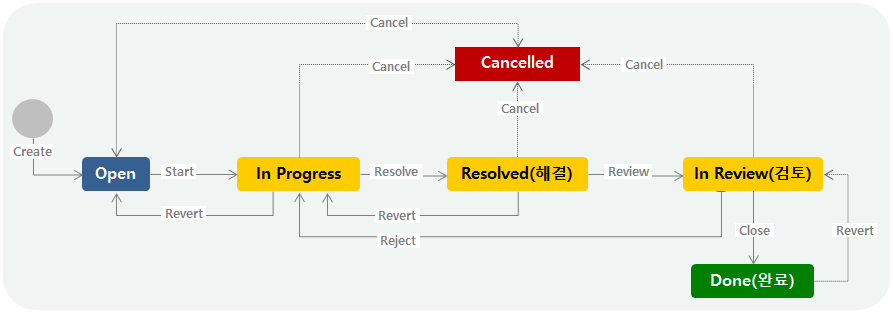 Cancel
Cancelled
Cancel
Cancel
Cancel
Create
Open
Start
In Progress
Resolve
Resolved(해결)
Review
In Review(검토)
Revert
Revert
Reject
Close
Revert
Done(완료)